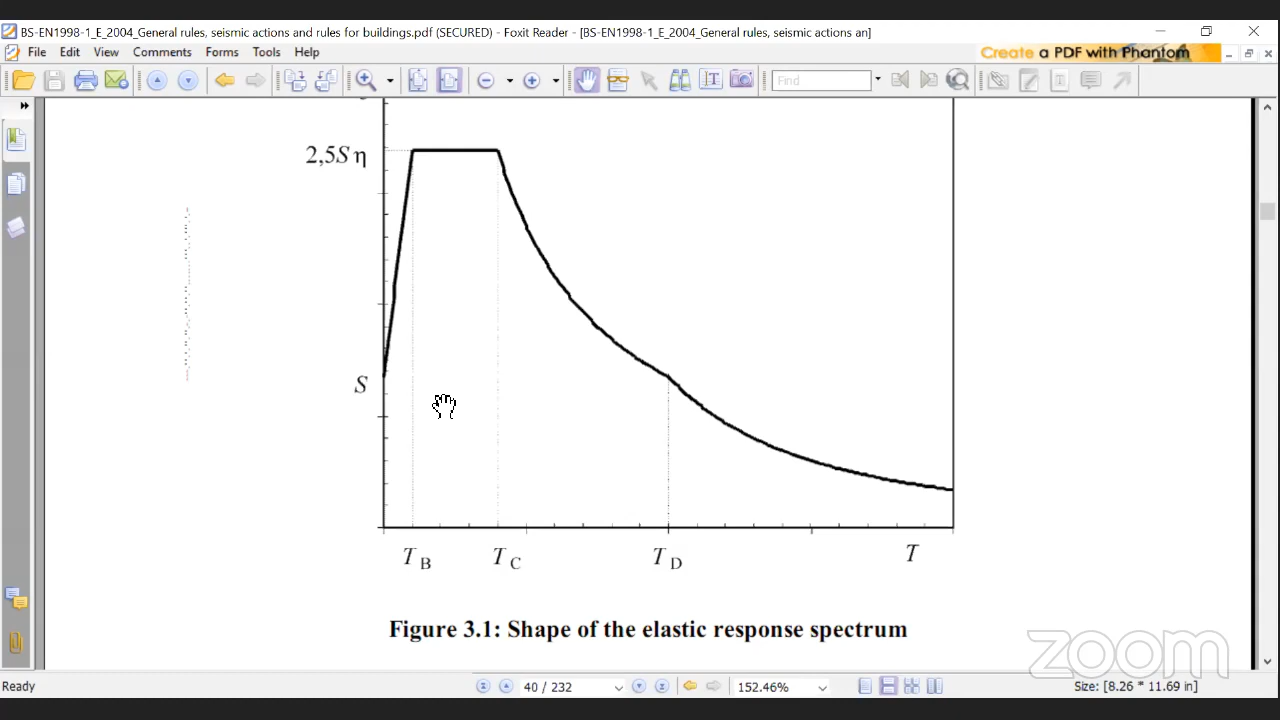 BS-EN1998-1_E_2004_General rules, seismic actions and rules for buildings.pdf (SECURED) - Foxit Reader - [BS-EN1998-1_E_2004_General rules, seismic actions an]
File Edit View Comments Forms Tools Help
Create a PDF with Phantom
Find
2,5S η
S
T B T C T D T
Figure 3.1: Shape of the elastic response spectrum
zoom
Ready 40 / 232 152.46% Size: [8.26 * 11.69 in]